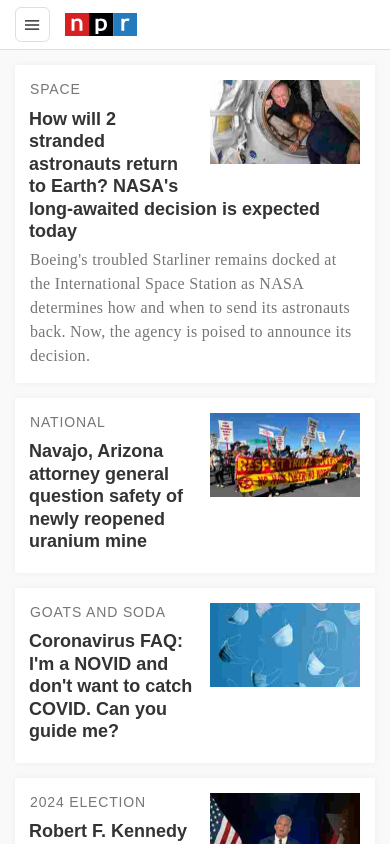 npr
SPACE
How will 2
stranded
astronauts return
to Earth? NASA's
long-awaited decision is expected
today
Boeing's troubled Starliner remains docked at
the International Space Station as NASA
determines how and when to send its astronauts
back. Now, the agency is poised to announce its
decision.
NATIONAL
Navajo, Arizona
attorney general
question safety of
newly reopened
uranium mine
RESPECT TRIBAL
GOATS AND SODA
Coronavirus FAQ:
I'm a NOVID and
don't want to catch
COVID. Can you
guide me?
2024 ELECTION
Robert F. Kennedy